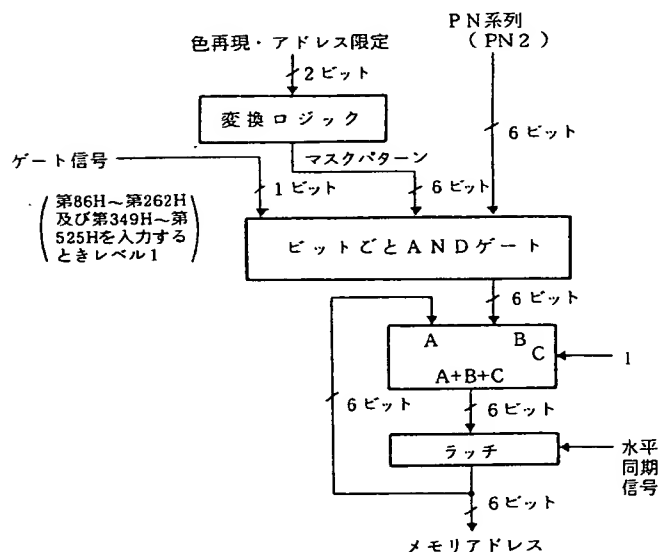 PN系列
(PN2)
色再現・アドレス限定
2ビット
変換ロジック
6ビット
ゲート信号
マスクパターン
1ビット
6ビット
(第86H~第262H
及び第349H~第
525Hを入力する
ときレベル1)
ビットごとANDゲート
6ビット
A
B
C
1
A+B+C
6ビット
6ビット
ラッチ
水平
同期
信号
6ビット
メモリアドレス